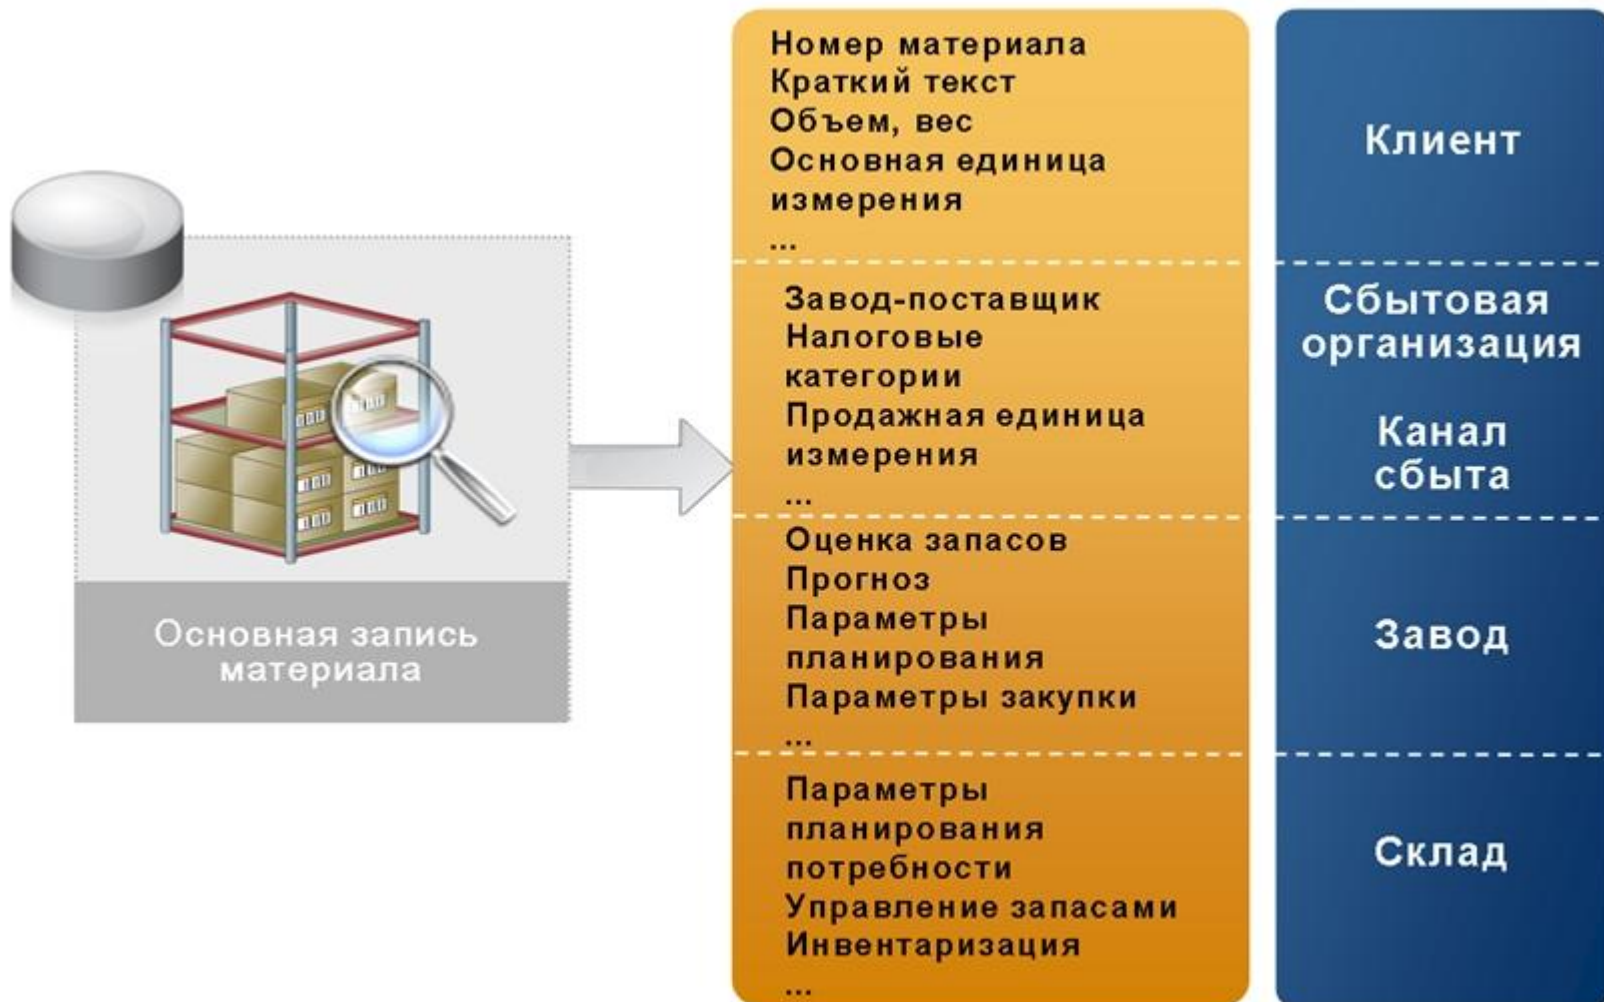 Основная запись
материала
Номер материала
Краткий текст
Объем, вес
Основная единица
измерения
...
Клиент
Завод-поставщик
Налоговые
категории
Продажная единица
измерения
...
Сбытовая
организация
Канал
сбыта
Оценка запасов
Прогноз
Параметры
планирования
Параметры закупки
...
Завод
Параметры
планирования
потребности
Управление запасами
Инвентаризация
...
Склад